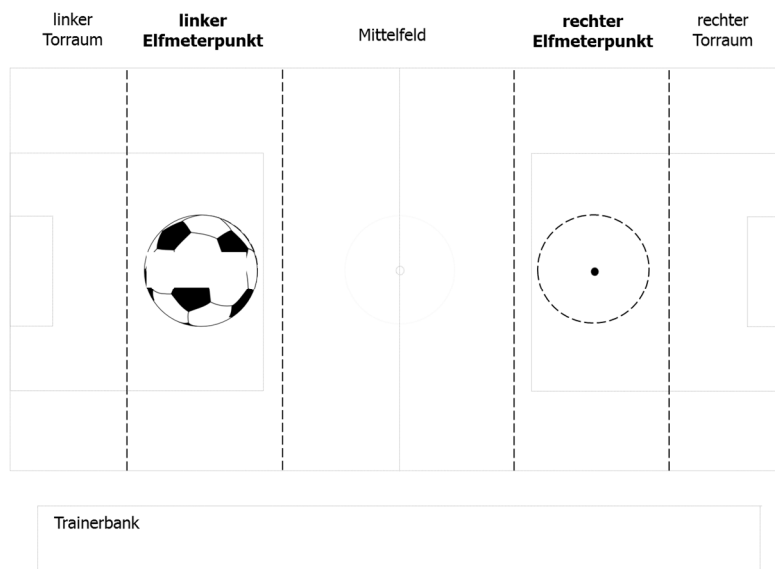 linker
Torraum
linker
Elfmeterpunkt
Mittelfeld
rechter
Elfmeterpunkt
rechter
Torraum
Trainerbank